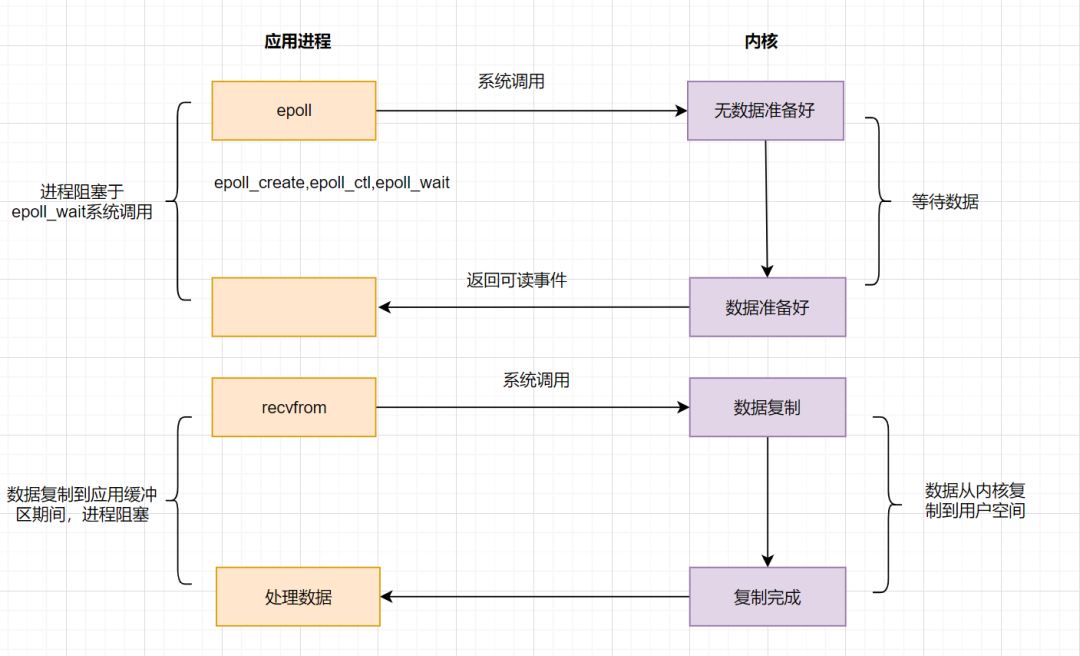 应用进程
内核
系统调用
epoll
无数据准备好
epoll_create,epoll_ctl,epoll_wait
进程阻塞于
epoll_wait系统调用
等待数据
返回可读事件
数据准备好
系统调用
recvfrom
数据复制
数据复制到应用缓冲
区期间，进程阻塞
数据从内核复
制到用户空间
处理数据
复制完成